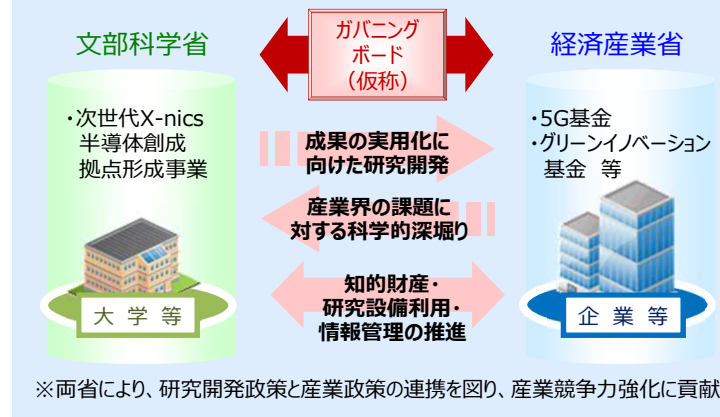 文部科学省
ガバニング
ボード
（仮称）
経済産業省
・次世代X-nics
半導体創成
拠点形成事業
成果の実用化に
向けた研究開発
・5G基金
・グリーンイノベーション
基金 等
産業界の課題に
対する科学的深堀り
知的財産・
研究設備利用・
情報管理の推進
大 学 等
企 業 等
※両省により、研究開発政策と産業政策の連携を図り、産業競争力強化に貢献